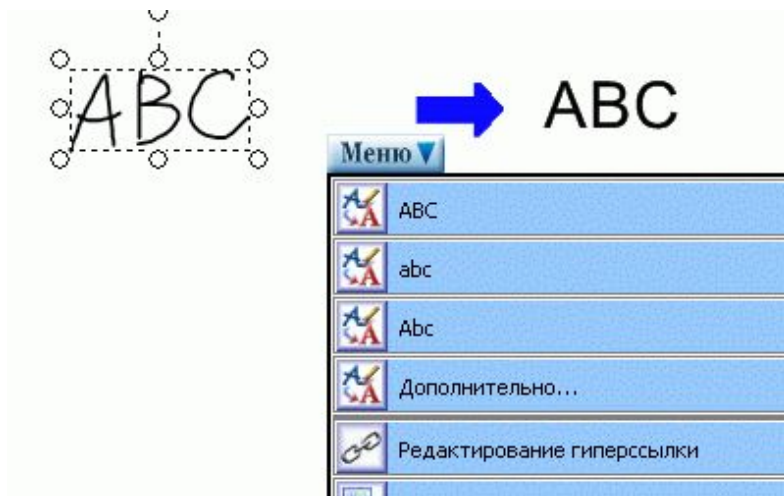 ABC ABC
Меню
ABC
abc
Abc
Дополнительно...
Редактирование гиперссылки